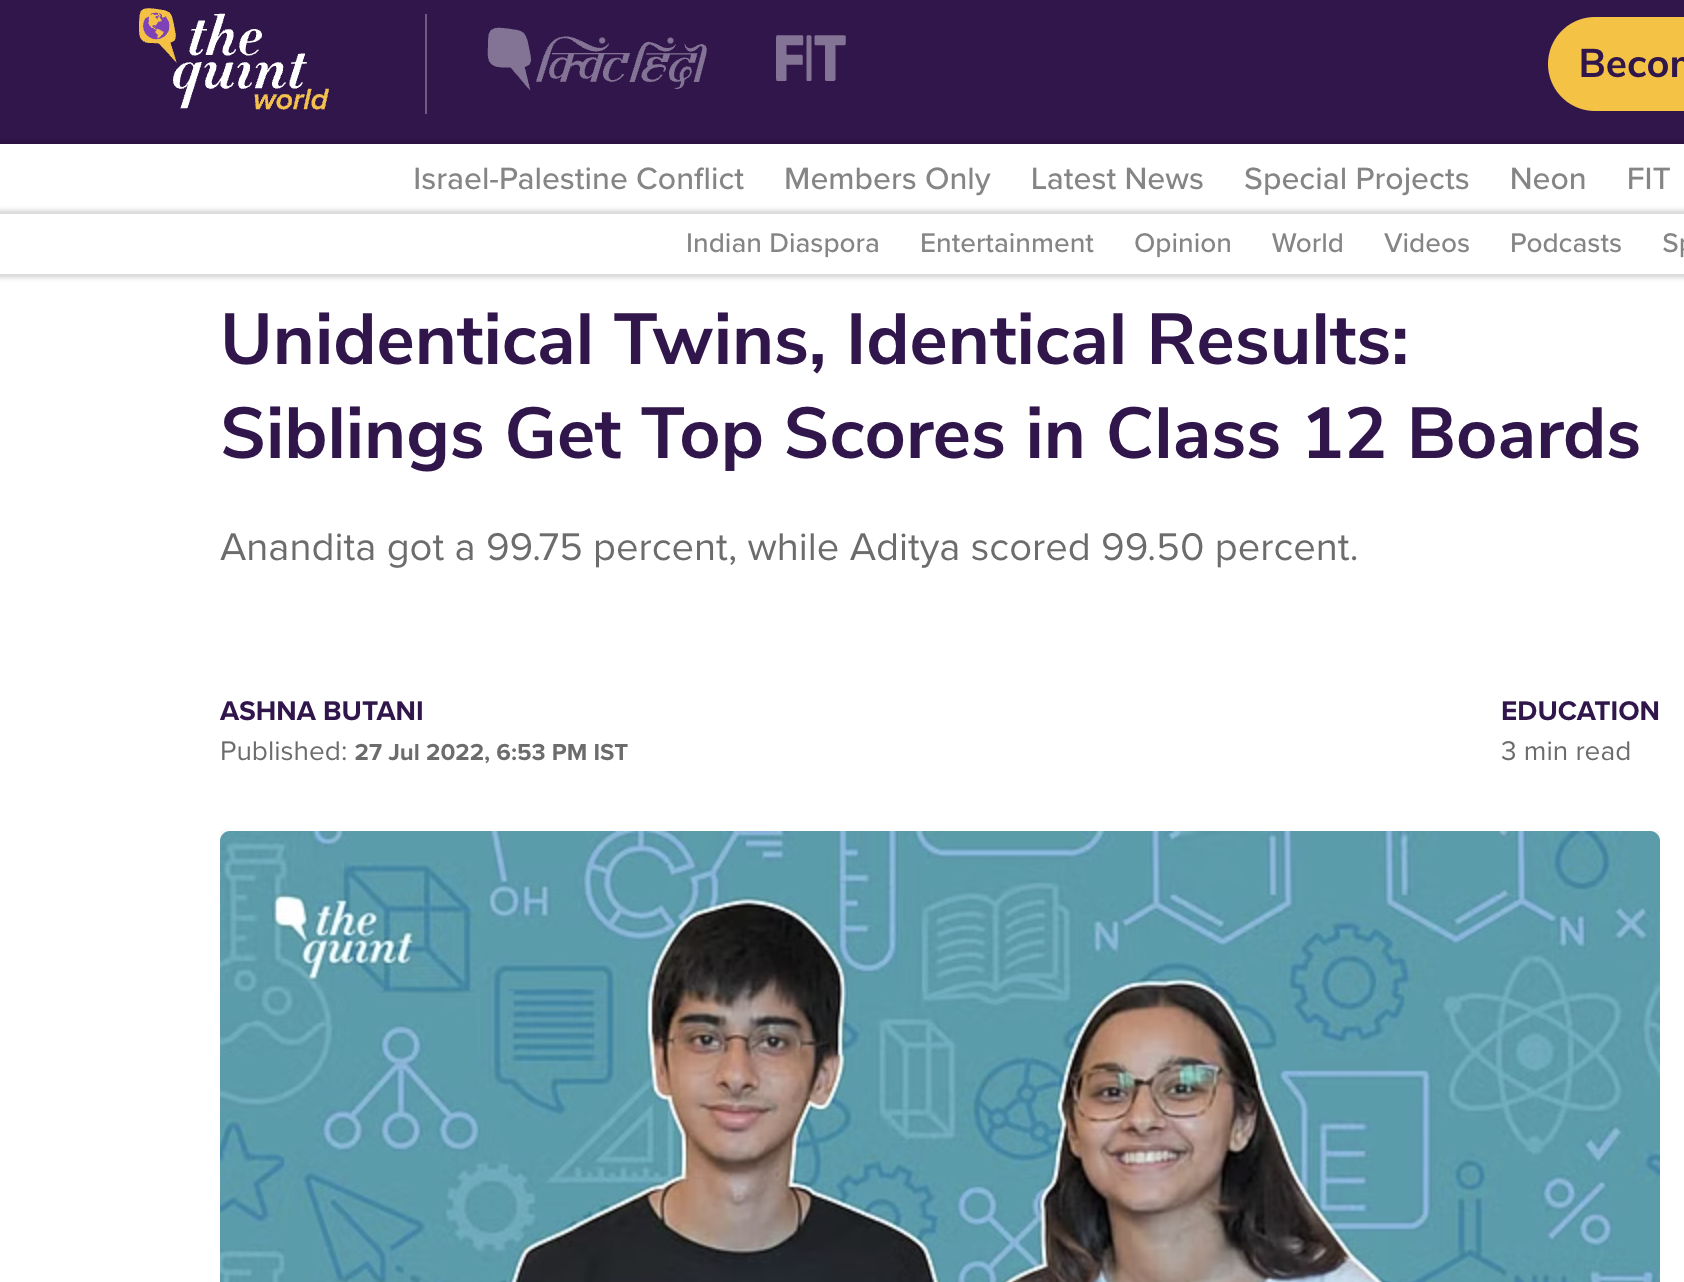 the
quint
world
क्विंट हिंदी
FIT
Israel-Palestine Conflict Members Only Latest News Special Projects Neon FIT
Indian Diaspora Entertainment Opinion World Videos Podcasts
Unidentical Twins, Identical Results:
Siblings Get Top Scores in Class 12 Boards
Anandita got a 99.75 percent, while Aditya scored 99.50 percent.
ASHNA BUTANI
Published: 27 Jul 2022, 6:53 PM IST
EDUCATION
3 min read
the
quint
OH
N
N
%